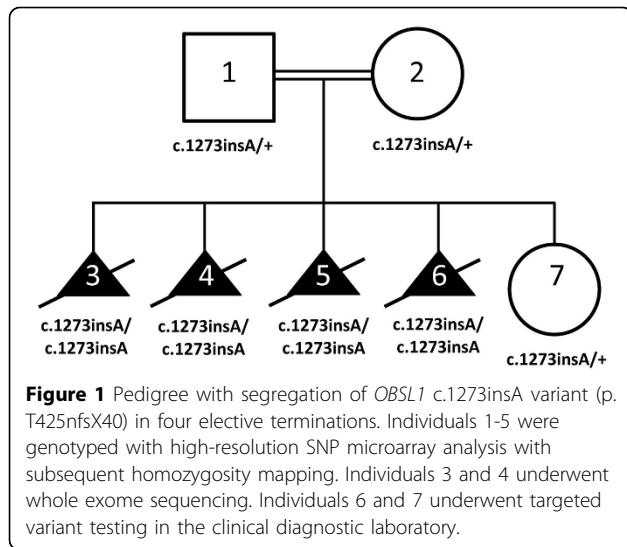 1
2
c.1273insA/+
c.1273insA/+
3
4
5
6
7
c.1273insA/
c.1273insA
c.1273insA/
c.1273insA
c.1273insA/
c.1273insA
c.1273insA/
c.1273insA
c.1273insA/+
Figure 1 Pedigree with segregation of OBSL1 c.1273insA variant (p.
T425nfsX40) in four elective terminations. Individuals 1-5 were
genotyped with high-resolution SNP microarray analysis with
subsequent homozygosity mapping. Individuals 3 and 4 underwent
whole exome sequencing. Individuals 6 and 7 underwent targeted
variant testing in the clinical diagnostic laboratory.